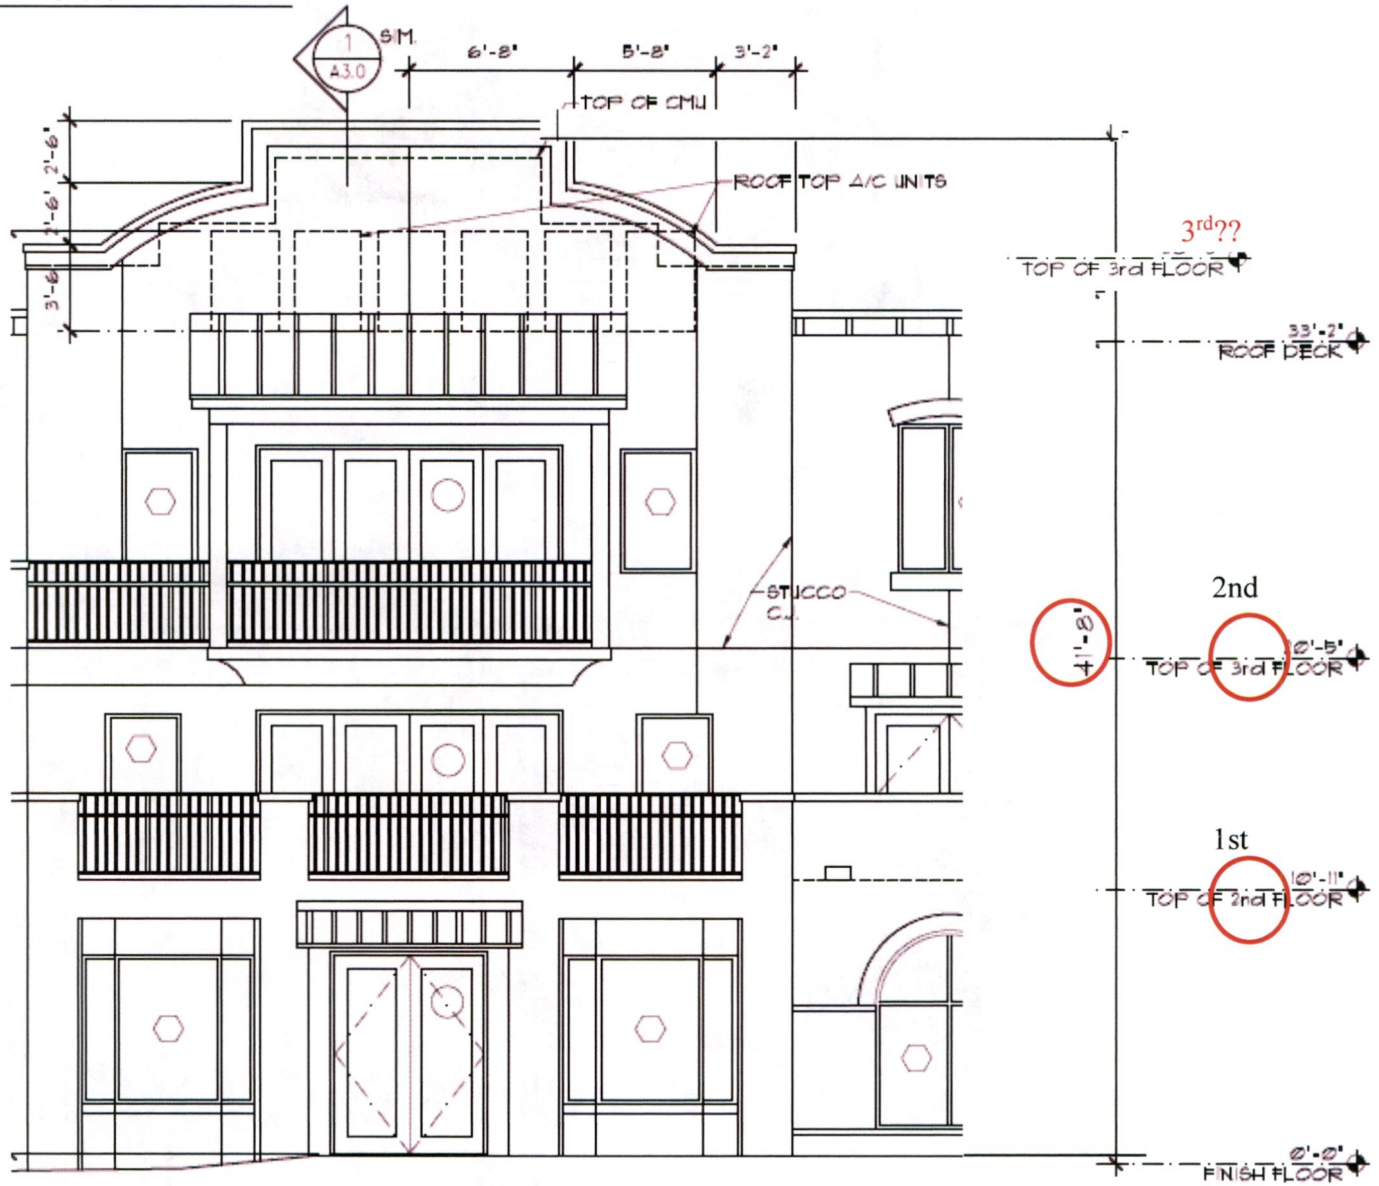 1
A3.0
SIM.
6'-8"
5'-8"
3'-2"
TOP OF CMU
2'-6"
2'-6"
3'-6"
ROOF TOP A/C UNITS
3rd??
TOP OF 3rd FLOOR
33'-2"
ROOF DECK
STUCCO
C.J.
41'-8"
2nd
20'-5"
TOP OF 3rd FLOOR
1st
10'-11"
TOP OF 2nd FLOOR
0'-0"
FINISH FLOOR